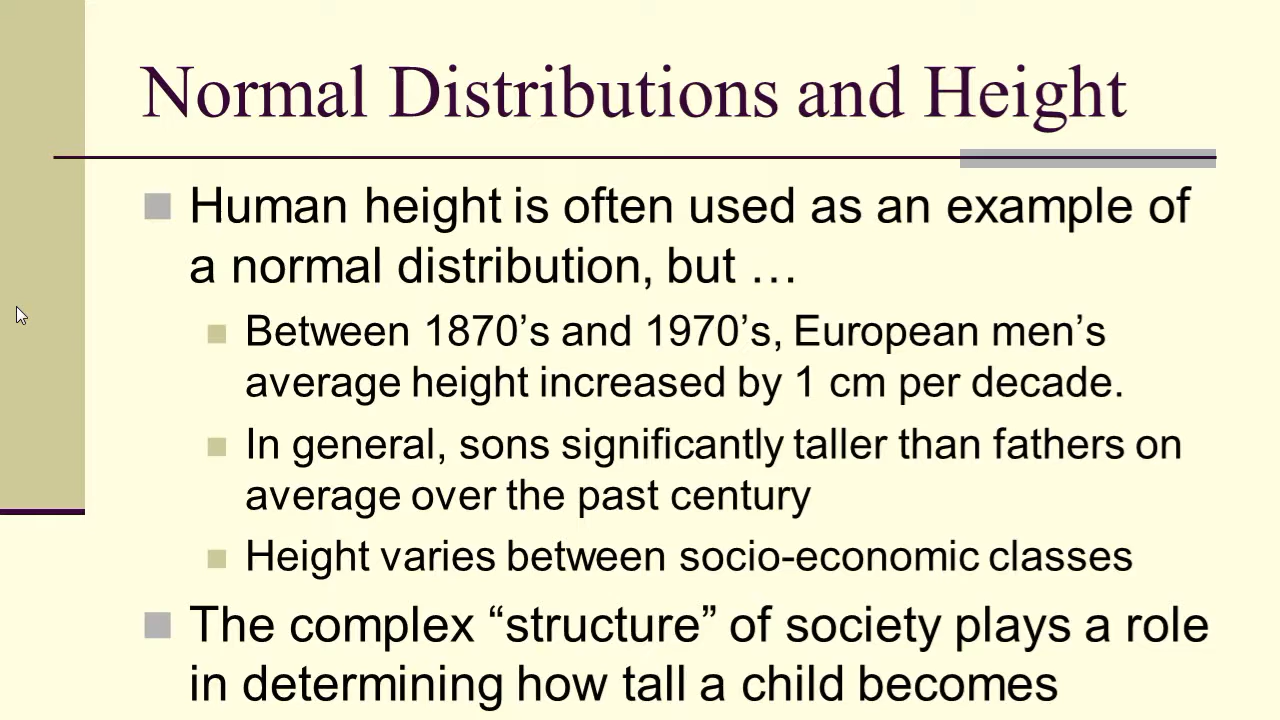 Normal Distributions and Height
Human height is often used as an example of
a normal distribution, but …
Between 1870’s and 1970’s, European men’s
average height increased by 1 cm per decade.
In general, sons significantly taller than fathers on
average over the past century
Height varies between socio-economic classes
The complex “structure” of society plays a role
in determining how tall a child becomes